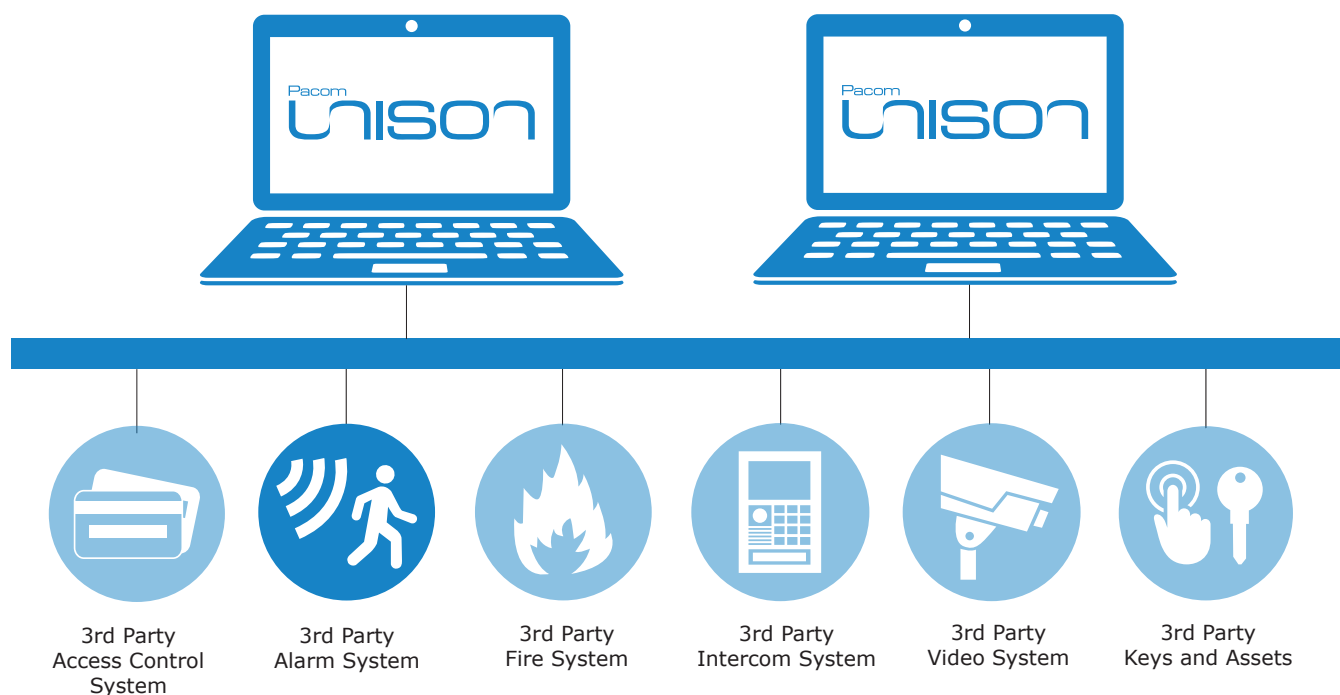 Pacom
UNISON
Pacom
UNISON
3rd Party
Access Control
System
3rd Party
Alarm System
3rd Party
Fire System
3rd Party
Intercom System
3rd Party
Video System
3rd Party
Keys and Assets